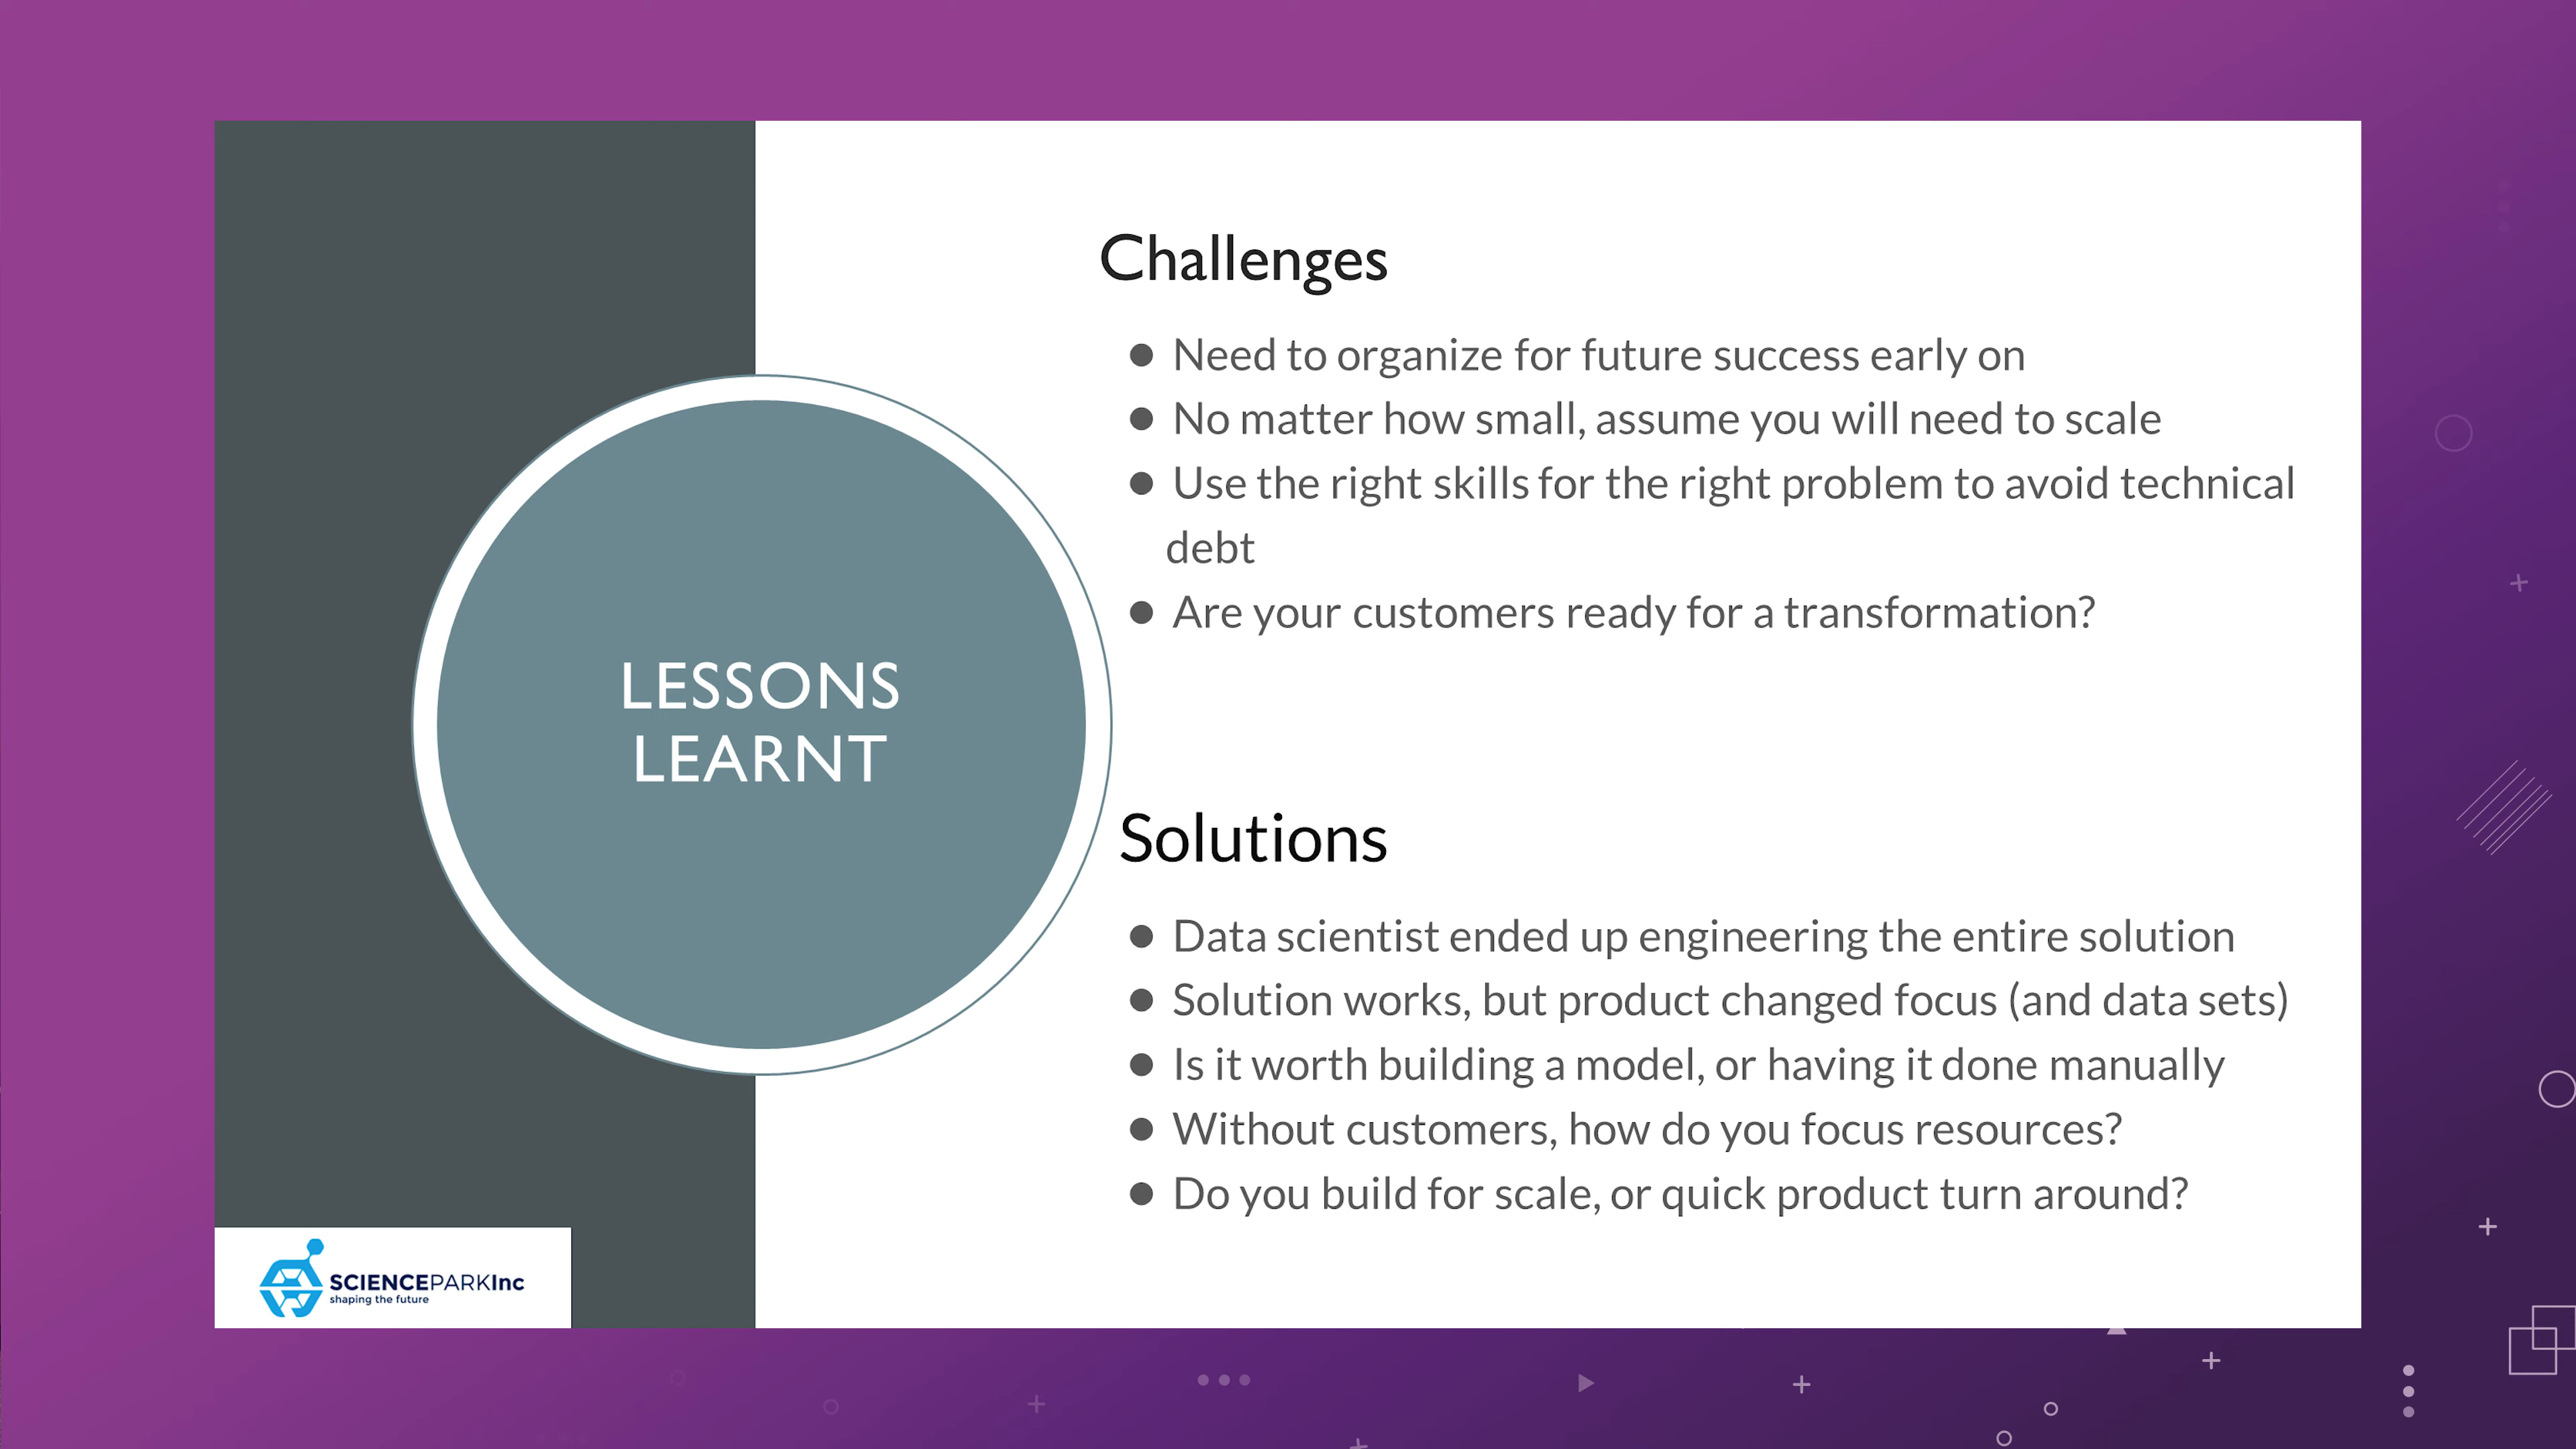 Challenges
● Need to organize for future success early on
● No matter how small, assume you will need to scale
● Use the right skills for the right problem to avoid technical
debt
● Are your customers ready for a transformation?
LESSONS
LEARNT
Solutions
● Data scientist ended up engineering the entire solution
● Solution works, but product changed focus (and data sets)
● Is it worth building a model, or having it done manually
● Without customers, how do you focus resources?
● Do you build for scale, or quick product turn around?
SCIENCEPARKInc
shaping the future